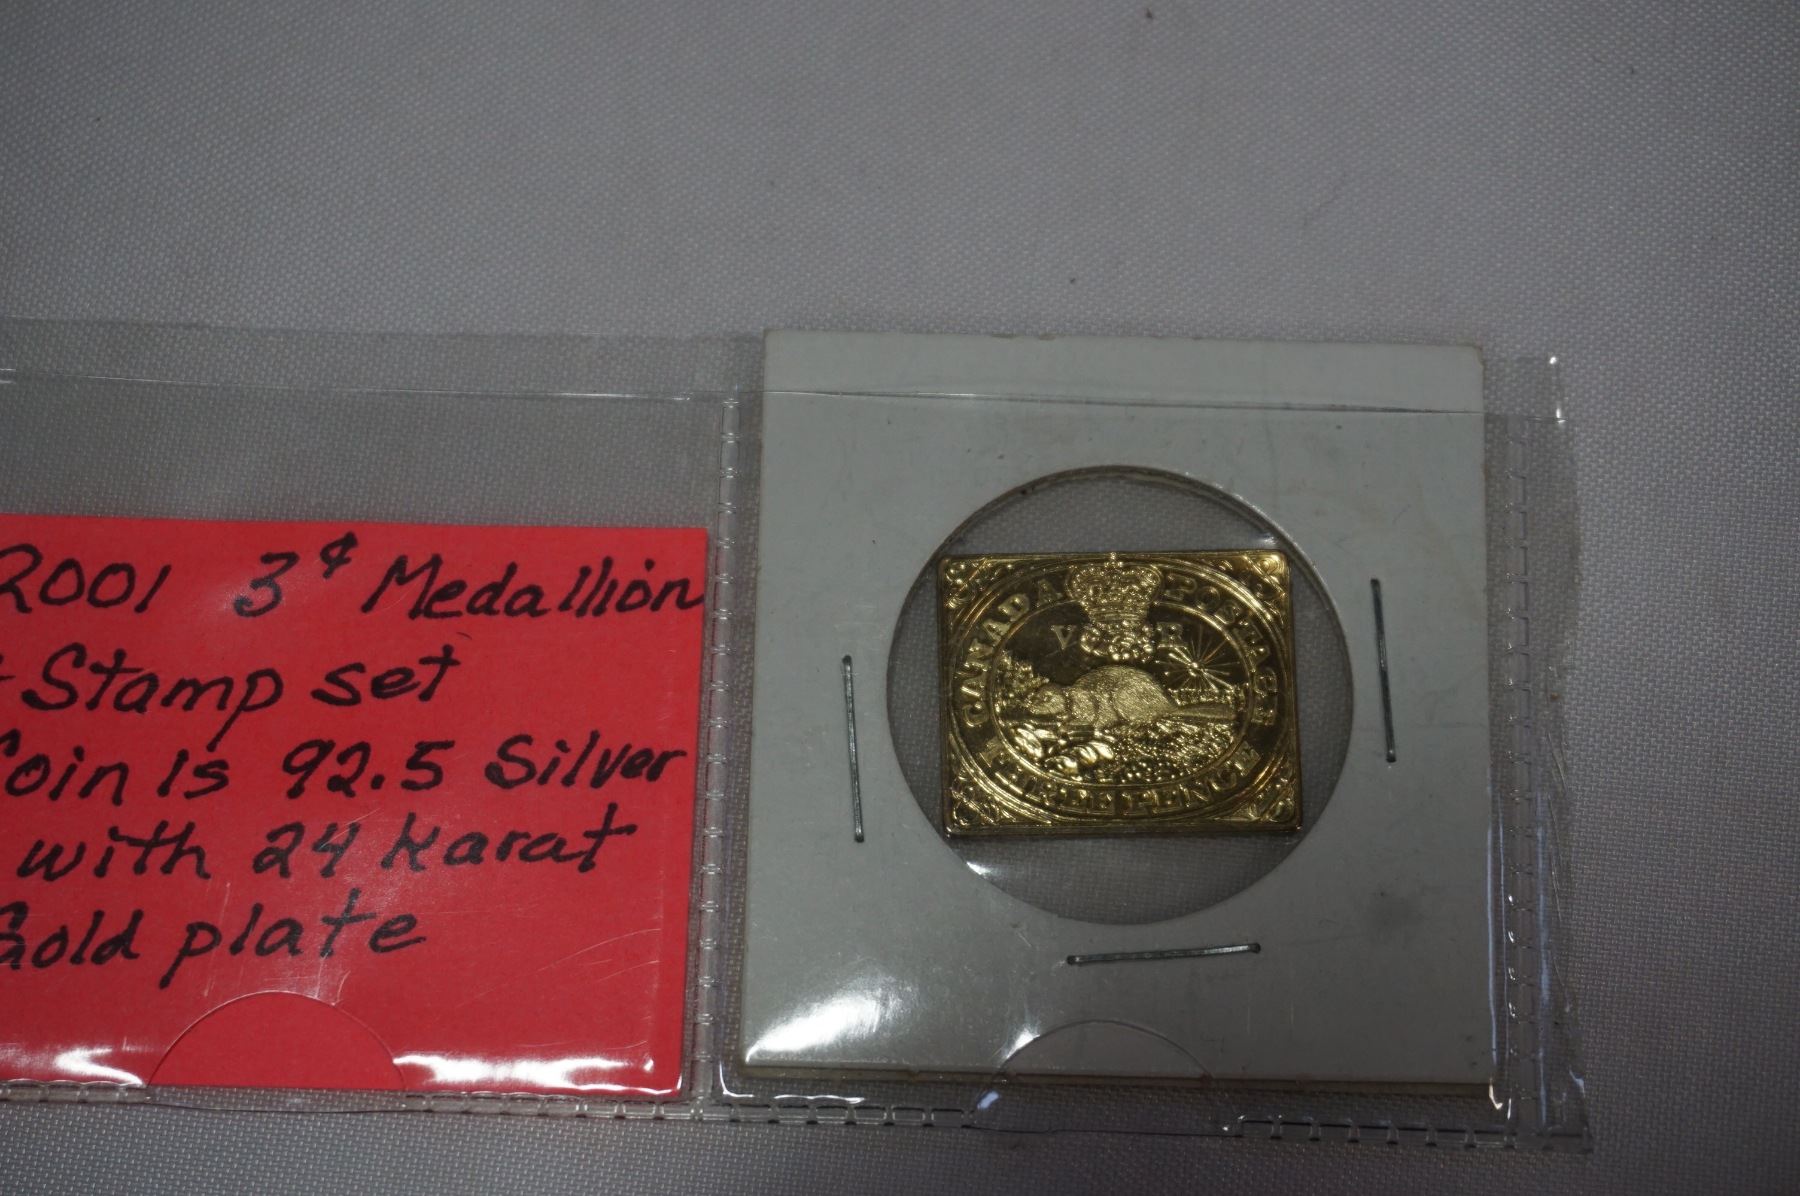 2001 3¢ Medallion
+ Stamp set
Coin Is 92.5 Silver
with 24 karat
Gold plate
CANADA POSTAGE
V R
THREE PENCE